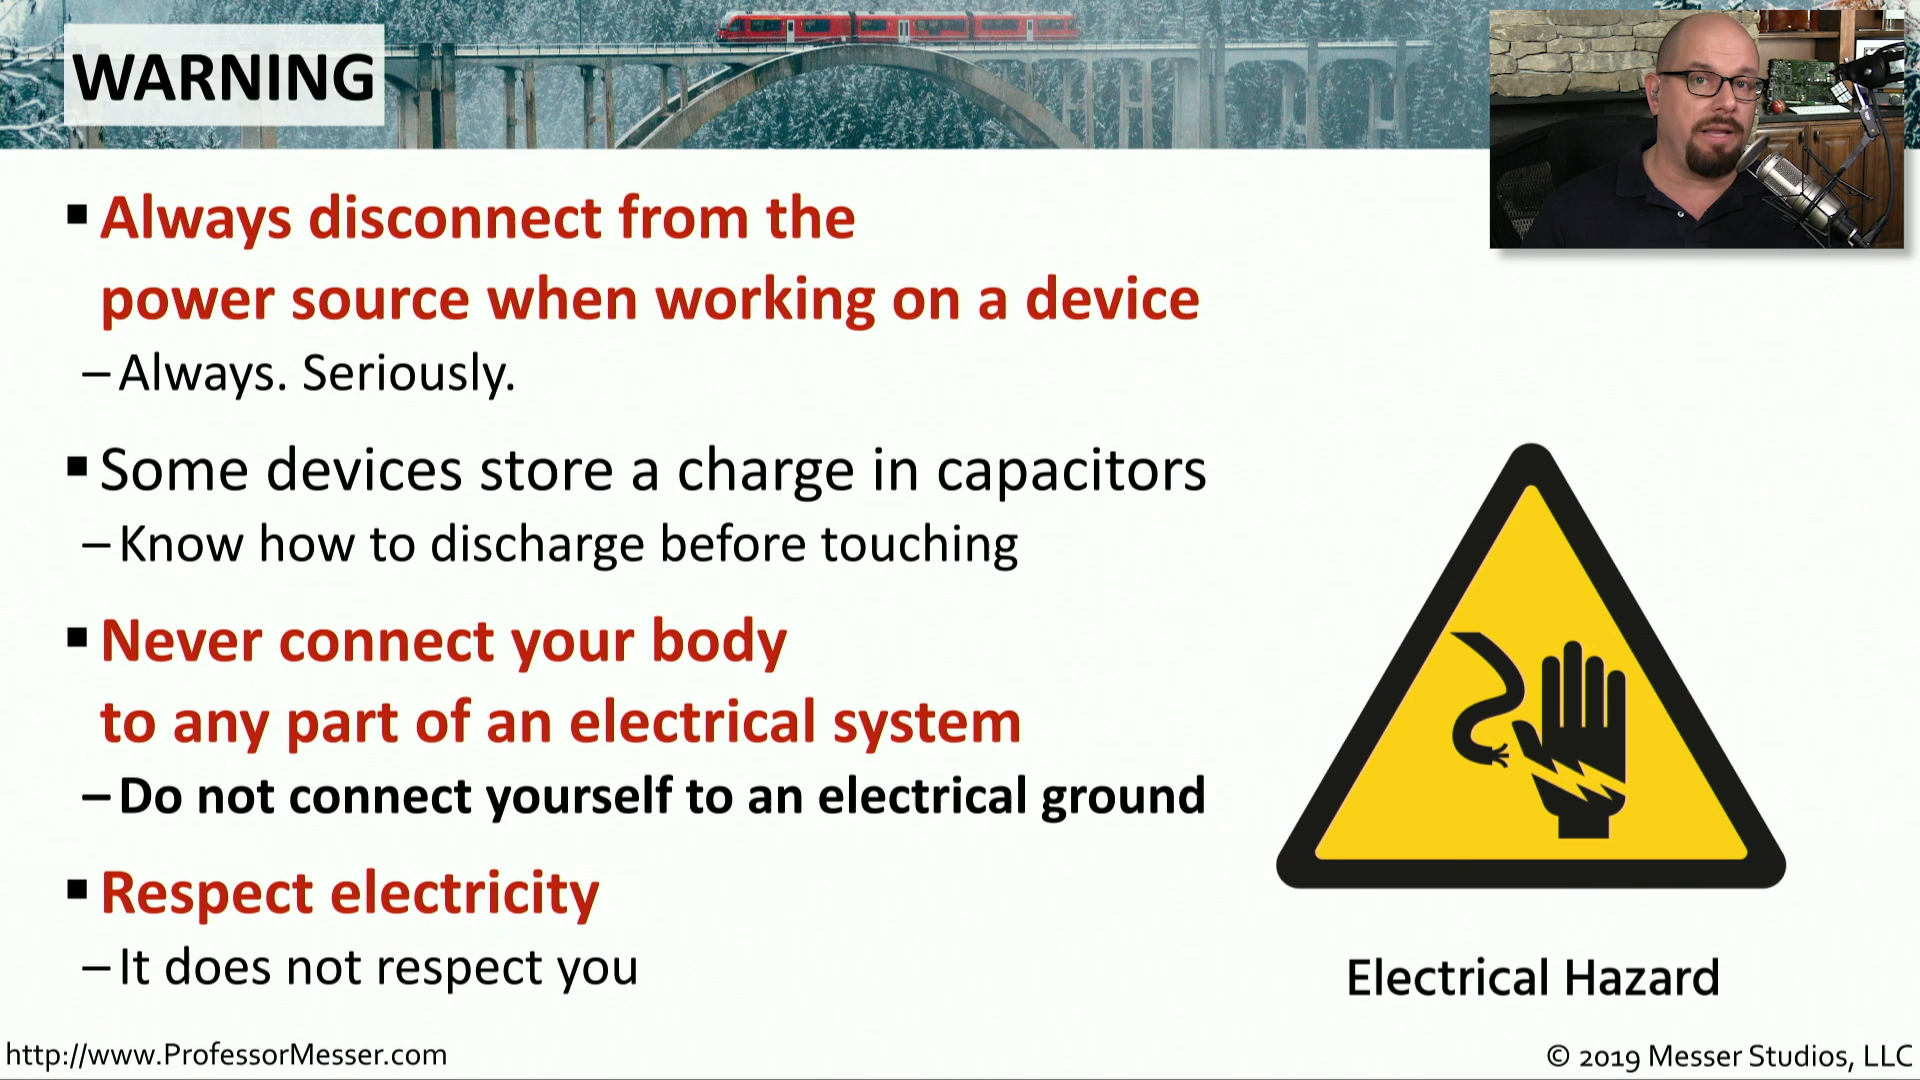 WARNING
▪ Always disconnect from the
power source when working on a device
– Always. Seriously.
▪ Some devices store a charge in capacitors
– Know how to discharge before touching
▪ Never connect your body
to any part of an electrical system
– Do not connect yourself to an electrical ground
▪ Respect electricity
– It does not respect you
Electrical Hazard
http://www.ProfessorMesser.com
© 2019 Messer Studios, LLC